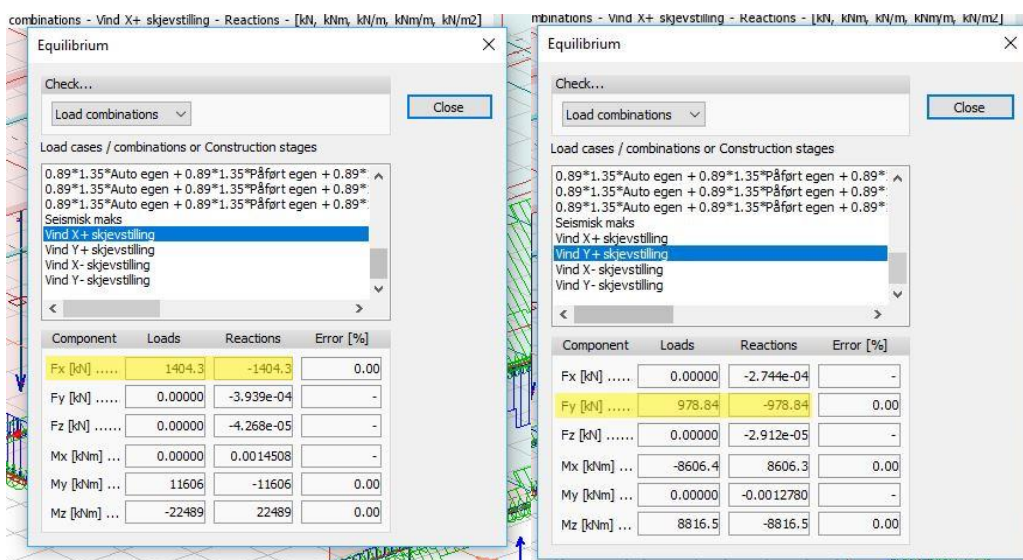 combinations - Vind X+ skjevstilling - Reactions - [kN, kNm, kN/m, kNm/m, kN/m2]
Equilibrium
Check...
Load combinations
Close
Load cases / combinations or Construction stages
0.89*1.35*Auto egen + 0.89*1.35*Påført egen + 0.89*
0.89*1.35*Auto egen + 0.89*1.35*Påført egen + 0.89*
0.89*1.35*Auto egen + 0.89*1.35*Påført egen + 0.89*
Seismisk maks
Vind X+ skjevstilling
Vind Y+ skjevstilling
Vind X- skjevstilling
Vind Y- skjevstilling
Component Loads Reactions Error [%]
Fx [kN] ..... 1404.3 -1404.3 0.00
Fy [kN] ...... 0.00000 -3.939e-04 -
Fz [kN] ...... 0.00000 -4.268e-05 -
Mx [kNm] ... 0.00000 0.0014508 -
My [kNm] ... 11606 -11606 0.00
Mz [kNm] ... -22489 22489 0.00
mbinations - Vind X+ skjevstilling - Reactions - [kN, kNm, kN/m, kNm/m, kN/m2]
Equilibrium
Check...
Load combinations
Close
Load cases / combinations or Construction stages
0.89*1.35*Auto egen + 0.89*1.35*Påført egen + 0.89*
0.89*1.35*Auto egen + 0.89*1.35*Påført egen + 0.89*
0.89*1.35*Auto egen + 0.89*1.35*Påført egen + 0.89*
Seismisk maks
Vind X+ skjevstilling
Vind Y+ skjevstilling
Vind X- skjevstilling
Vind Y- skjevstilling
Component Loads Reactions Error [%]
Fx [kN] ..... 0.00000 -2.744e-04 -
Fy [kN] ..... 978.84 -978.84 0.00
Fz [kN] ...... 0.00000 -2.912e-05 -
Mx [kNm] ... -8606.4 8606.3 0.00
My [kNm] ... 0.00000 -0.0012780 -
Mz [kNm] ... 8816.5 -8816.5 0.00